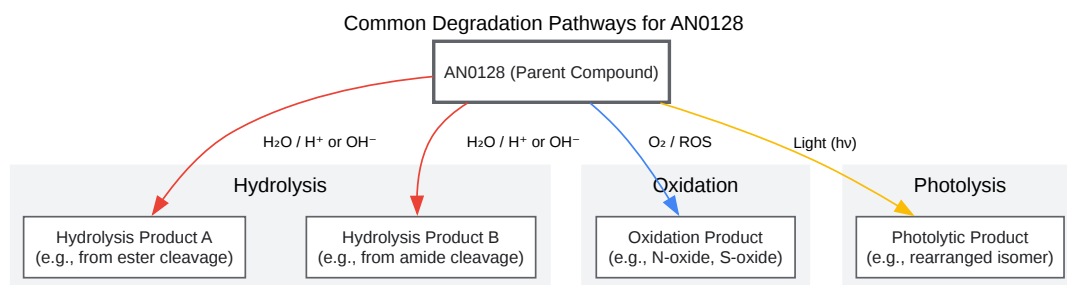 Common Degradation Pathways for AN0128
AN0128 (Parent Compound)
H₂O / H⁺ or OH⁻
H₂O / H⁺ or OH⁻
O₂ / ROS
Light (hν)
Hydrolysis
Oxidation
Photolysis
Hydrolysis Product A
(e.g., from ester cleavage)
Hydrolysis Product B
(e.g., from amide cleavage)
Oxidation Product
(e.g., N-oxide, S-oxide)
Photolytic Product
(e.g., rearranged isomer)